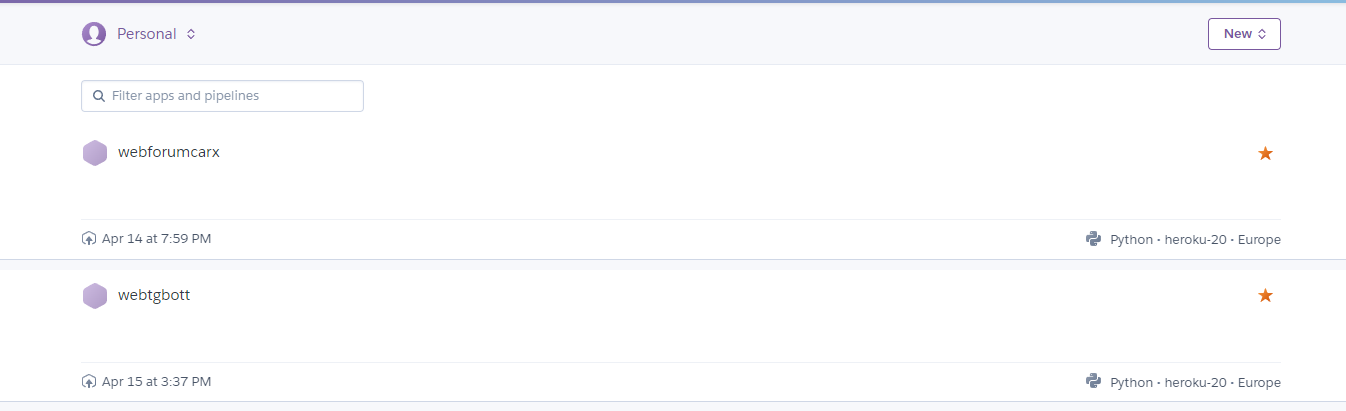 Personal
New
Filter apps and pipelines
webforumcarx
Apr 14 at 7:59 PM
Python • heroku-20 • Europe
webtgbott
Apr 15 at 3:37 PM
Python • heroku-20 • Europe